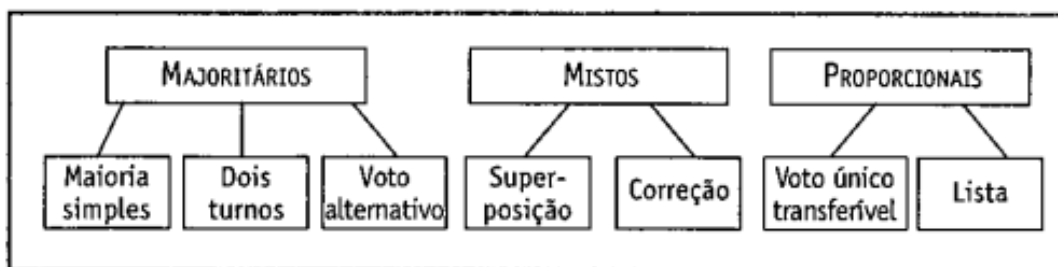 MAJORITÁRIOS
MISTOS
PROPORCIONAIS
Maioria
simples
Dois
turnos
Voto
alternativo
Super-
posição
Correção
Voto único
transferível
Lista